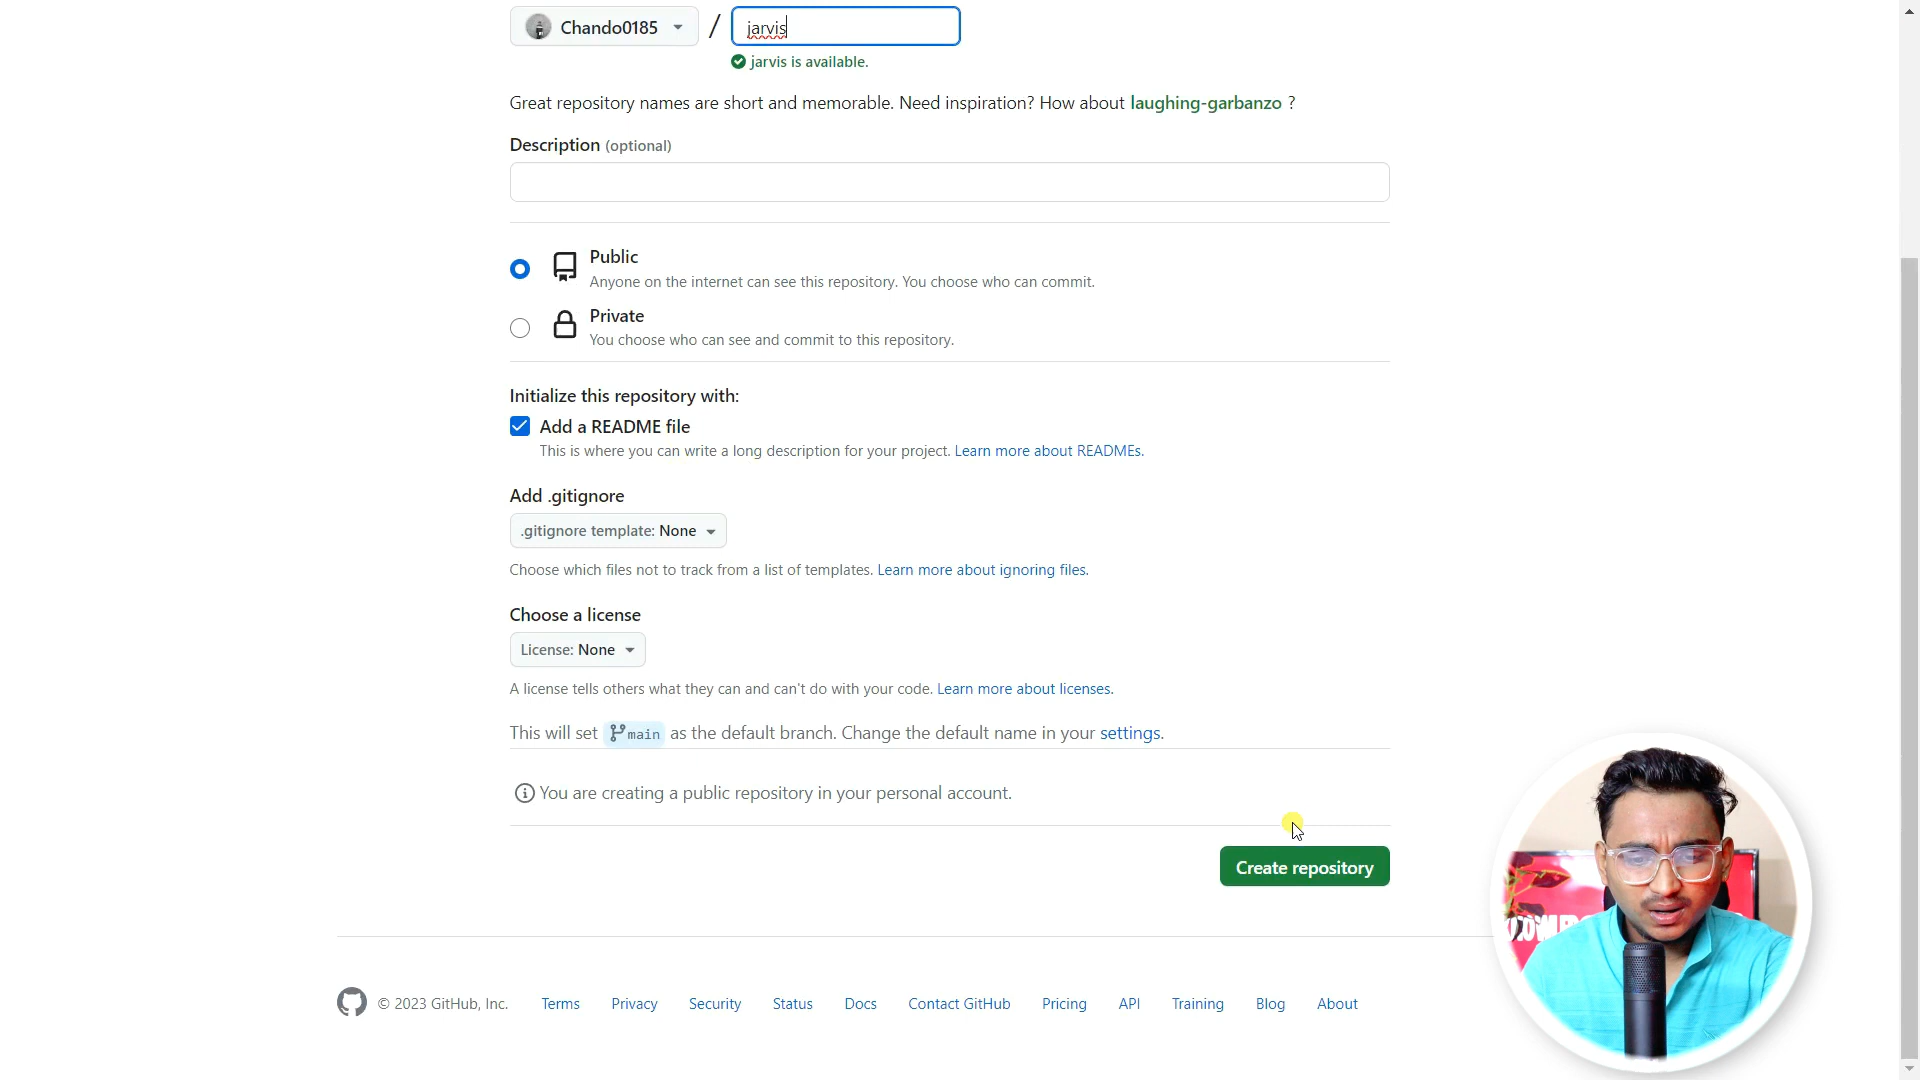 Chando0185 / jarvis
jarvis is available.
Great repository names are short and memorable. Need inspiration? How about laughing-garbanzo ?
Description (optional)
Public
Anyone on the internet can see this repository. You choose who can commit.
Private
You choose who can see and commit to this repository.
Initialize this repository with:
Add a README file
This is where you can write a long description for your project. Learn more about READMEs.
Add .gitignore
.gitignore template: None
Choose which files not to track from a list of templates. Learn more about ignoring files.
Choose a license
License: None
A license tells others what they can and can't do with your code. Learn more about licenses.
This will set main as the default branch. Change the default name in your settings.
You are creating a public repository in your personal account.
Create repository
© 2023 GitHub, Inc. Terms Privacy Security Status Docs Contact GitHub Pricing API Training Blog About